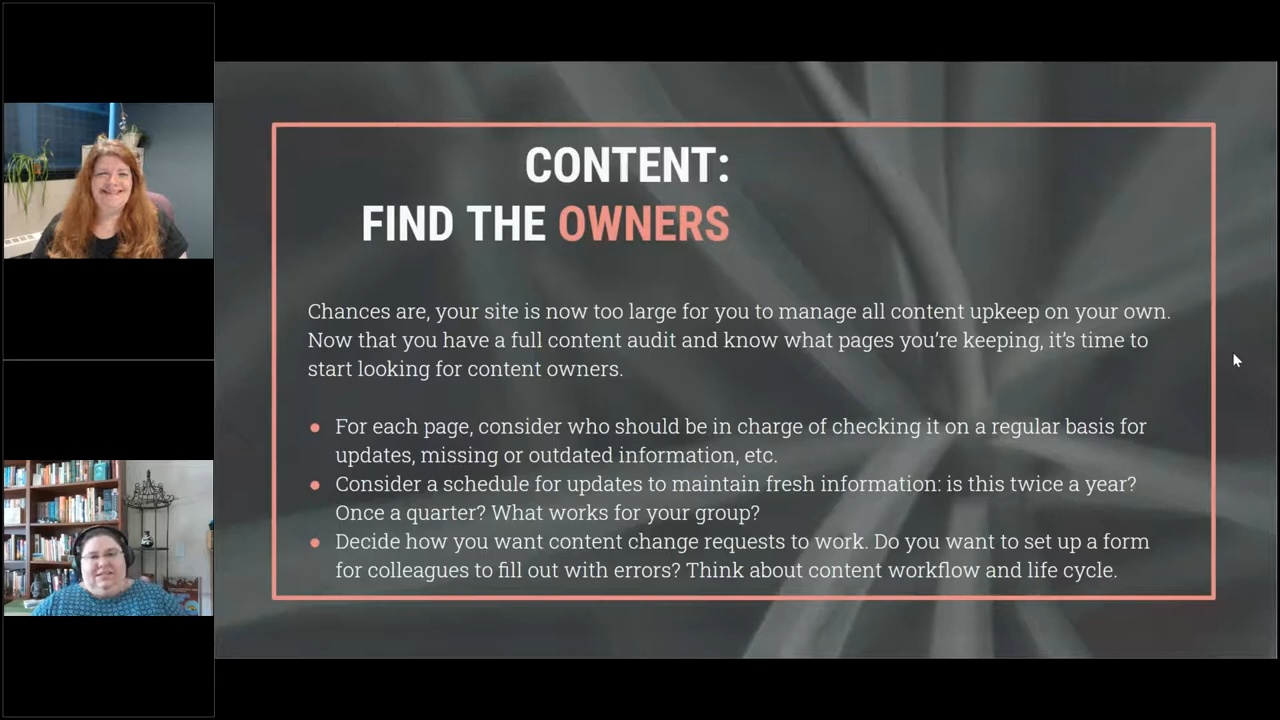 CONTENT:
FIND THE OWNERS
Chances are, your site is now too large for you to manage all content upkeep on your own.
Now that you have a full content audit and know what pages you’re keeping, it’s time to
start looking for content owners.
● For each page, consider who should be in charge of checking it on a regular basis for
updates, missing or outdated information, etc.
● Consider a schedule for updates to maintain fresh information: is this twice a year?
Once a quarter? What works for your group?
● Decide how you want content change requests to work. Do you want to set up a form
for colleagues to fill out with errors? Think about content workflow and life cycle.